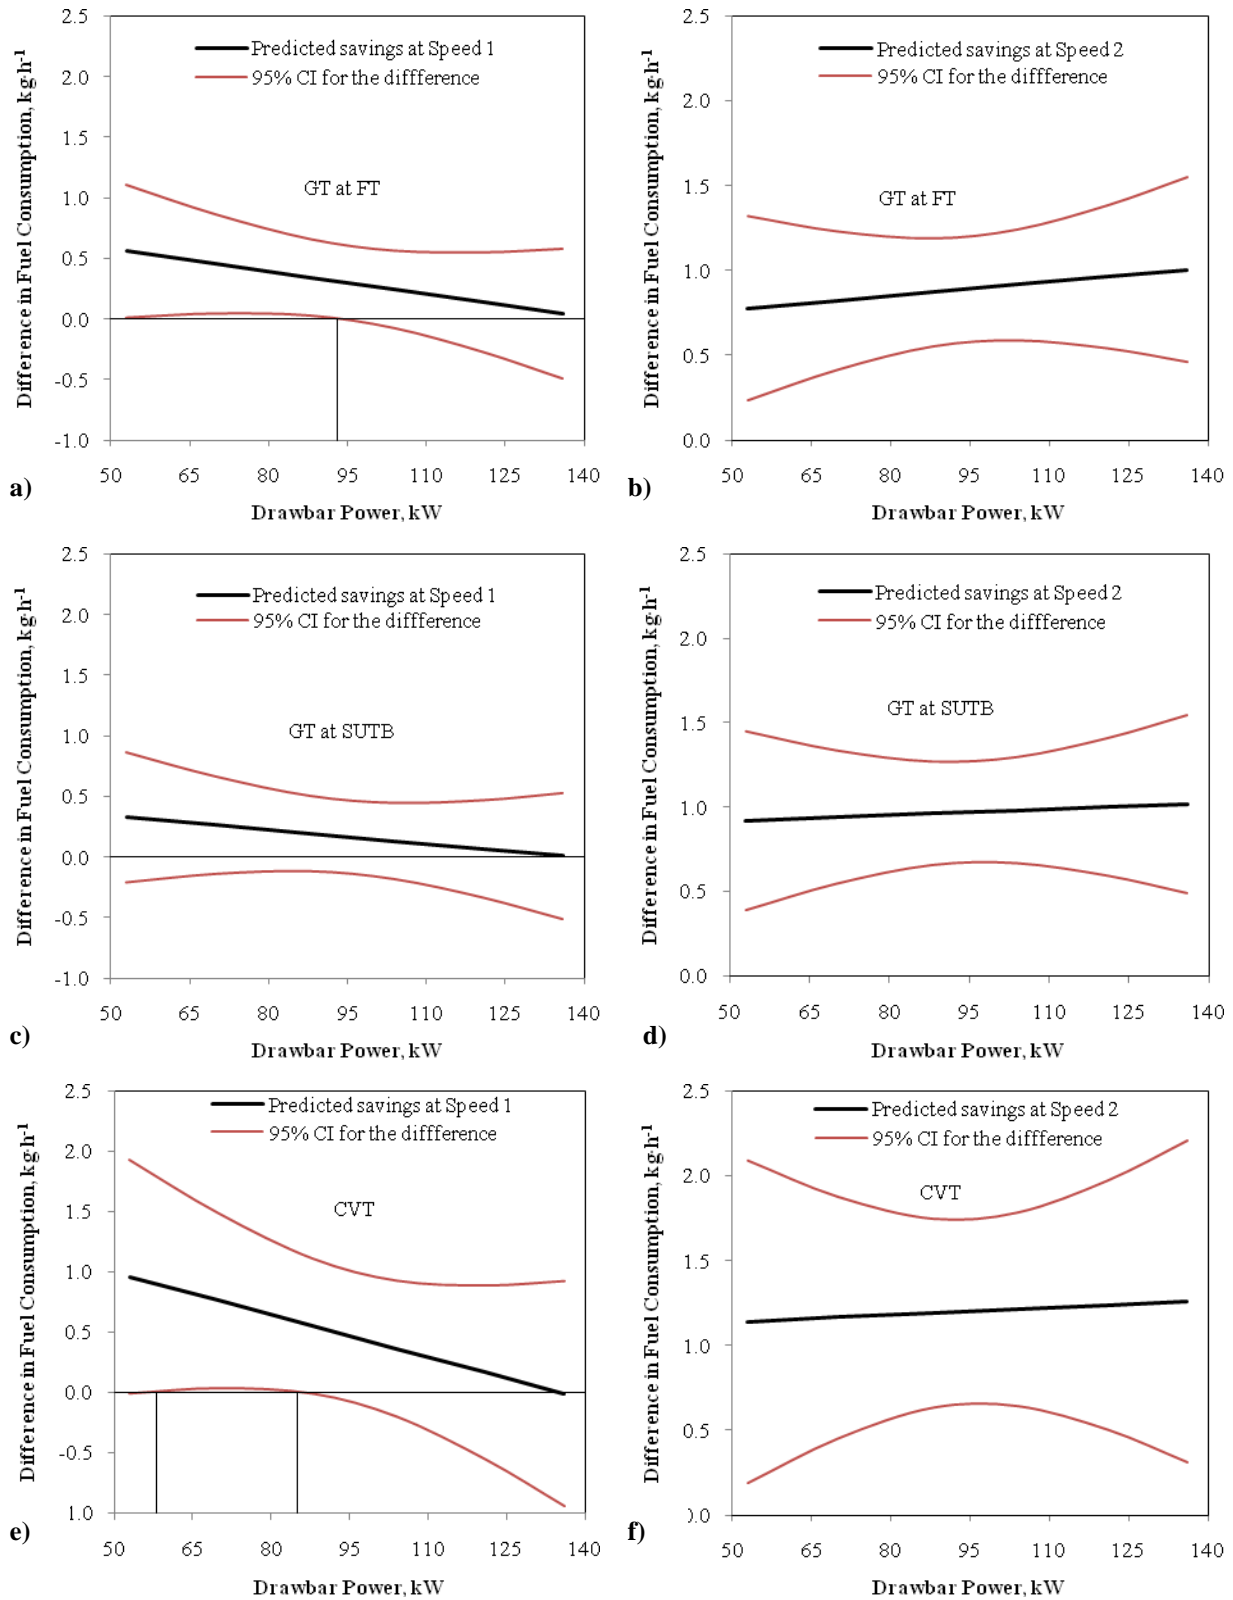 2.5
2.0
1.5
1.0
0.5
0.0
-0.5
-1.0
Difference in Fuel Consumption, kg·h-1
Predicted savings at Speed 1
95% CI for the diffference
GT at FT
50 65 80 95 110 125 140
a)
Drawbar Power, kW
2.5
2.0
1.5
1.0
0.5
0.0
Difference in Fuel Consumption, kg·h-1
Predicted savings at Speed 2
95% CI for the diffference
GT at FT
50 65 80 95 110 125 140
b)
Drawbar Power, kW
2.5
2.0
1.5
1.0
0.5
0.0
-0.5
-1.0
Difference in Fuel Consumption, kg·h-1
Predicted savings at Speed 1
95% CI for the diffference
GT at SUTB
50 65 80 95 110 125 140
c)
Drawbar Power, kW
2.5
2.0
1.5
1.0
0.5
0.0
Difference in Fuel Consumption, kg·h-1
Predicted savings at Speed 2
95% CI for the diffference
GT at SUTB
50 65 80 95 110 125 140
d)
Drawbar Power, kW
2.5
2.0
1.5
1.0
0.5
0.0
-0.5
1.0
Difference in Fuel Consumption, kg·h-1
Predicted savings at Speed 1
95% CI for the diffference
CVT
50 65 80 95 110 125 140
e)
Drawbar Power, kW
2.5
2.0
1.5
1.0
0.5
0.0
Difference in Fuel Consumption, kg·h-1
Predicted savings at Speed 2
95% CI for the diffference
CVT
50 65 80 95 110 125 140
f)
Drawbar Power, kW